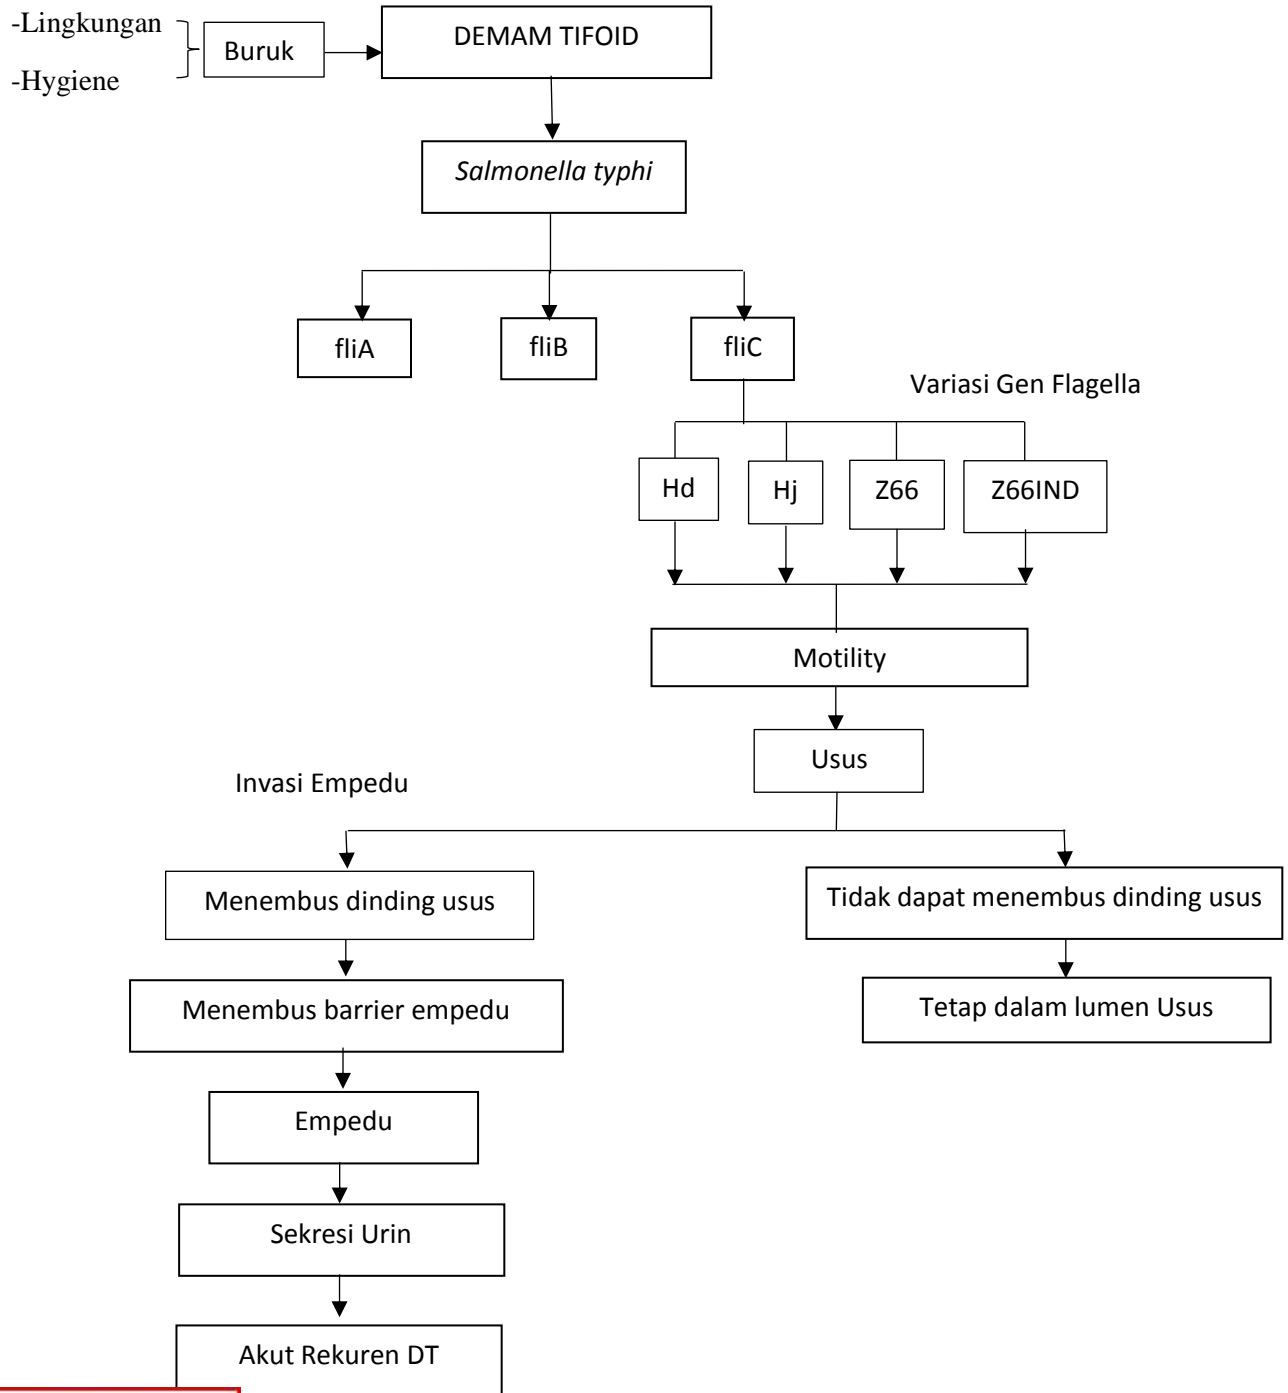 -Lingkungan
-Hygiene
Buruk
DEMAM TIFOID
Salmonella typhi
fliA
fliB
fliC
Variasi Gen Flagella
Hd
Hj
Z66
Z66IND
Motility
Usus
Invasi Empedu
Menembus dinding usus
Tidak dapat menembus dinding usus
Menembus barrier empedu
Tetap dalam lumen Usus
Empedu
Sekresi Urin
Akut Rekuren DT